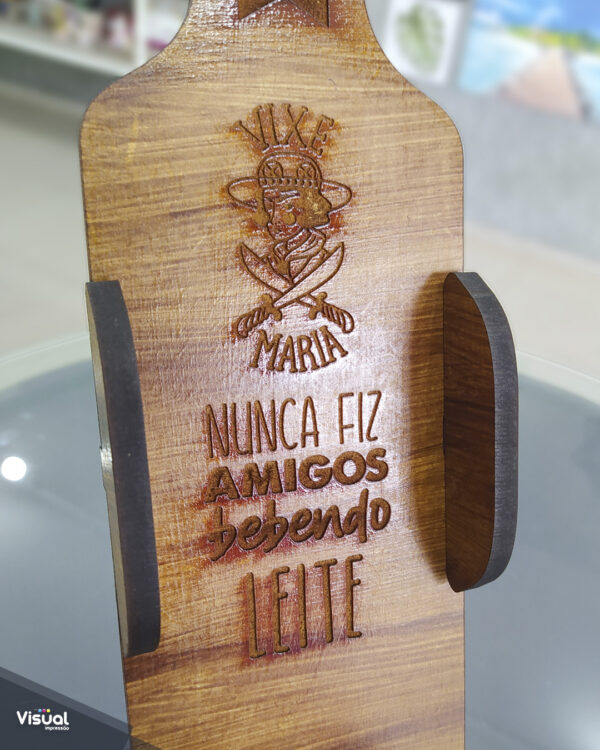 VIXE
MARIA
NUNCA FIZ
AMIGOS
bebendo
LEITE
Visual
impressão